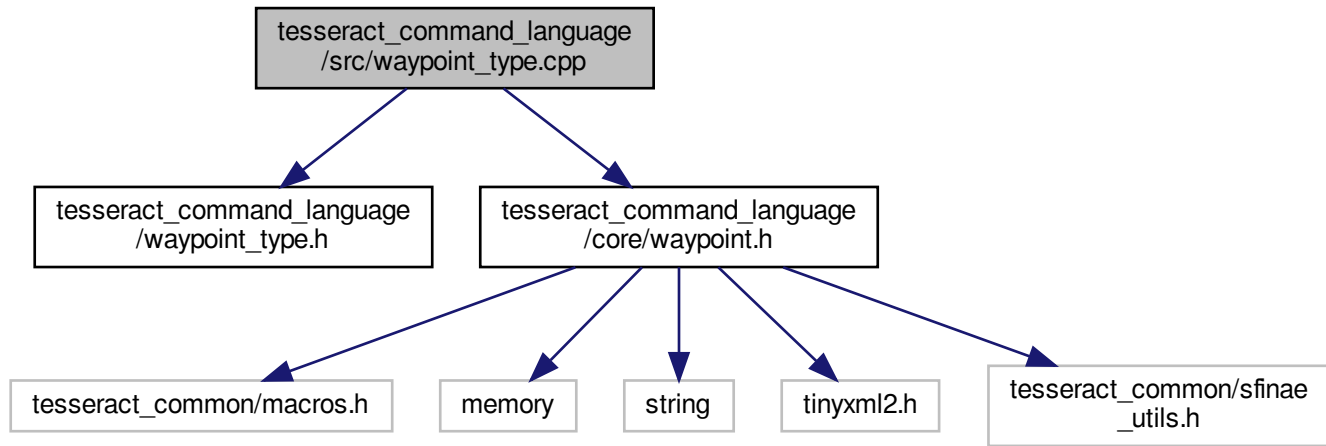 tesseract_command_language
/src/waypoint_type.cpp
tesseract_command_language
/waypoint_type.h
tesseract_command_language
/core/waypoint.h
tesseract_common/macros.h
memory
string
tinyxml2.h
tesseract_common/sfinae
_utils.h